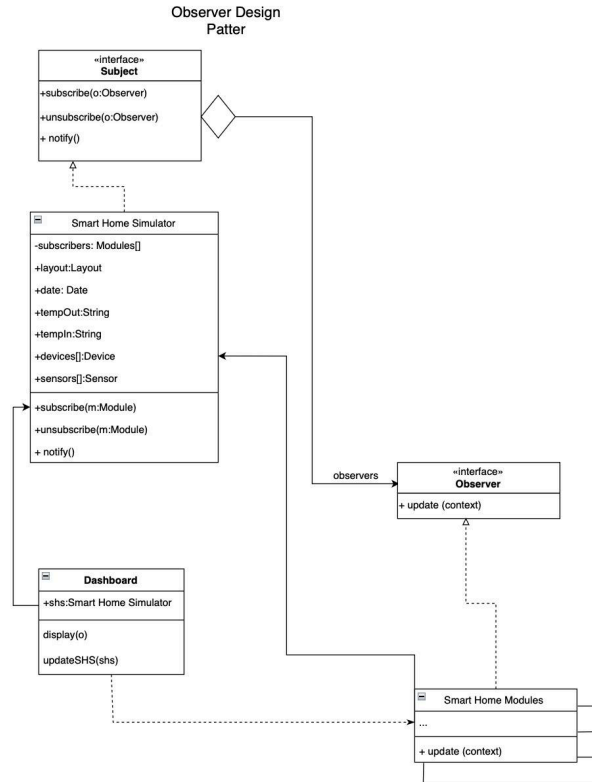 Observer Design
Patter
«interface»
Subject
+subscribe(o:Observer)
+unsubscribe(o:Observer)
+ notify()
Smart Home Simulator
-subscribers: Modules[]
+layout:Layout
+date: Date
+tempOut:String
+tempIn:String
+devices[]:Device
+sensors[]:Sensor
+subscribe(m:Module)
+unsubscribe(m:Module)
+ notify()
observers
«interface»
Observer
+ update (context)
Dashboard
+shs:Smart Home Simulator
display(o)
updateSHS(shs)
Smart Home Modules
...
+ update (context)